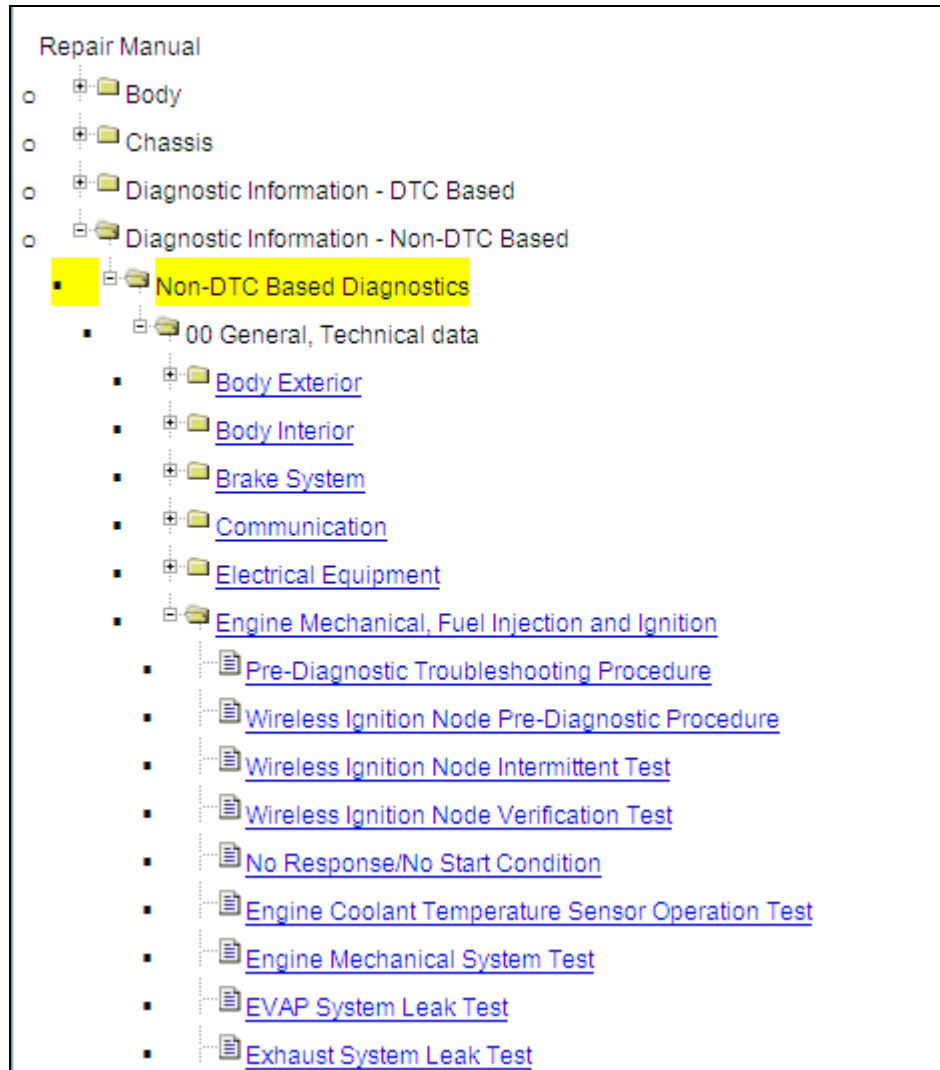 Repair Manual
Body
Chassis
Diagnostic Information - DTC Based
Diagnostic Information - Non-DTC Based
Non-DTC Based Diagnostics
00 General, Technical data
Body Exterior
Body Interior
Brake System
Communication
Electrical Equipment
Engine Mechanical, Fuel Injection and Ignition
Pre-Diagnostic Troubleshooting Procedure
Wireless Ignition Node Pre-Diagnostic Procedure
Wireless Ignition Node Intermittent Test
Wireless Ignition Node Verification Test
No Response/No Start Condition
Engine Coolant Temperature Sensor Operation Test
Engine Mechanical System Test
EVAP System Leak Test
Exhaust System Leak Test